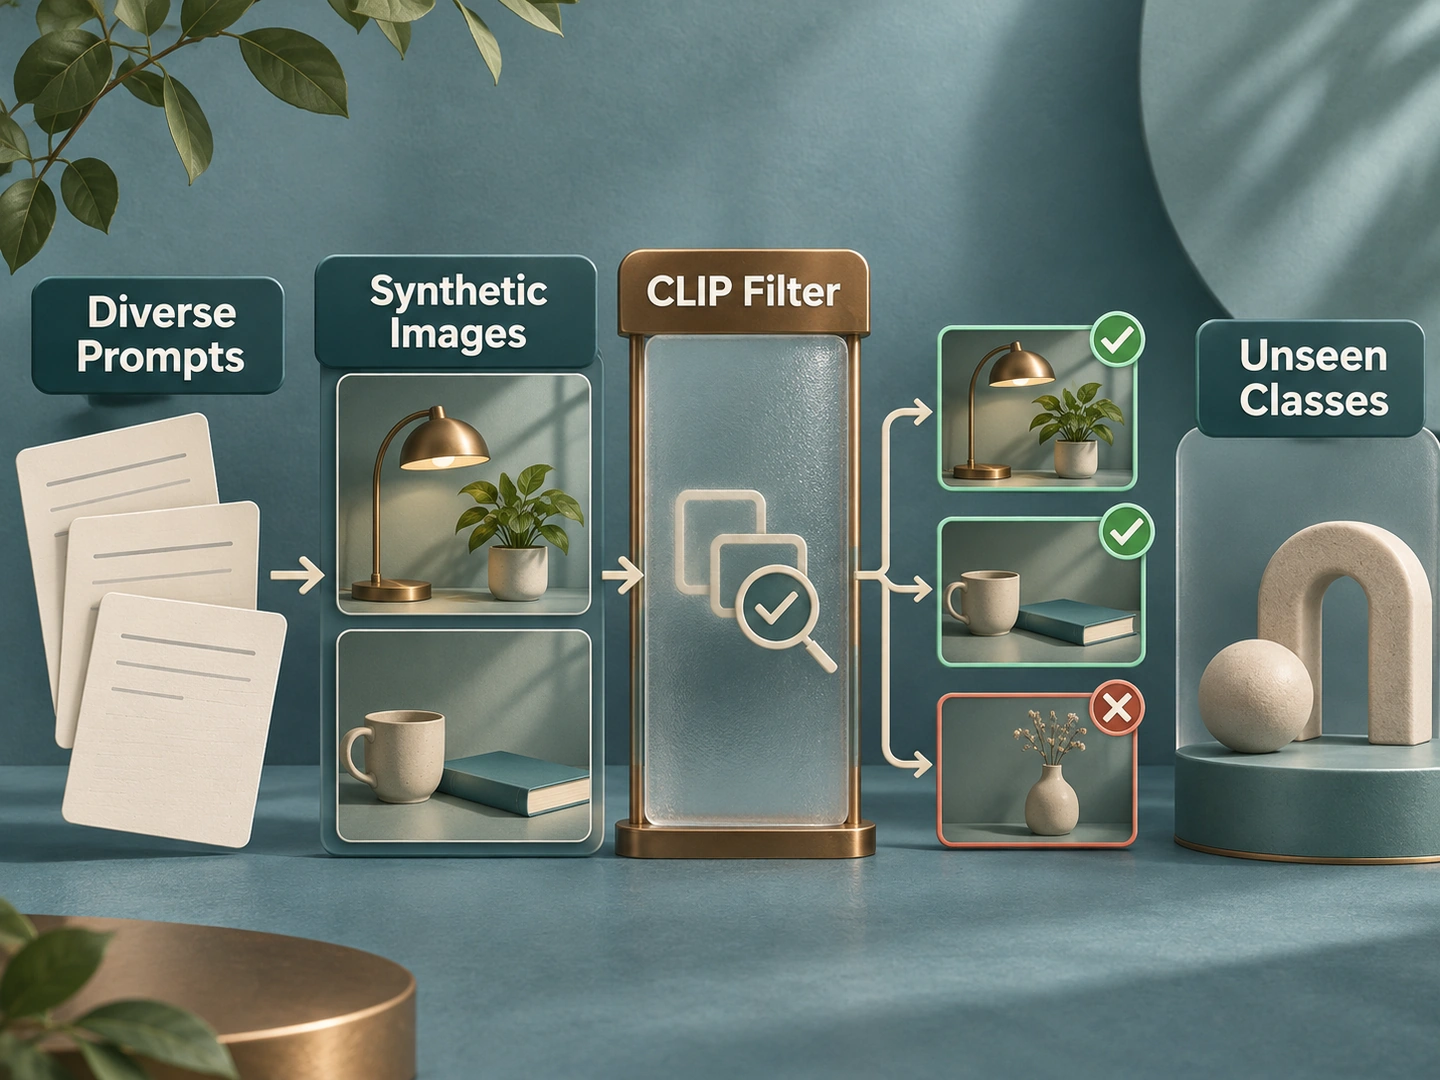 Diverse
Prompts
Synthetic
Images
CLIP Filter
Unseen
Classes